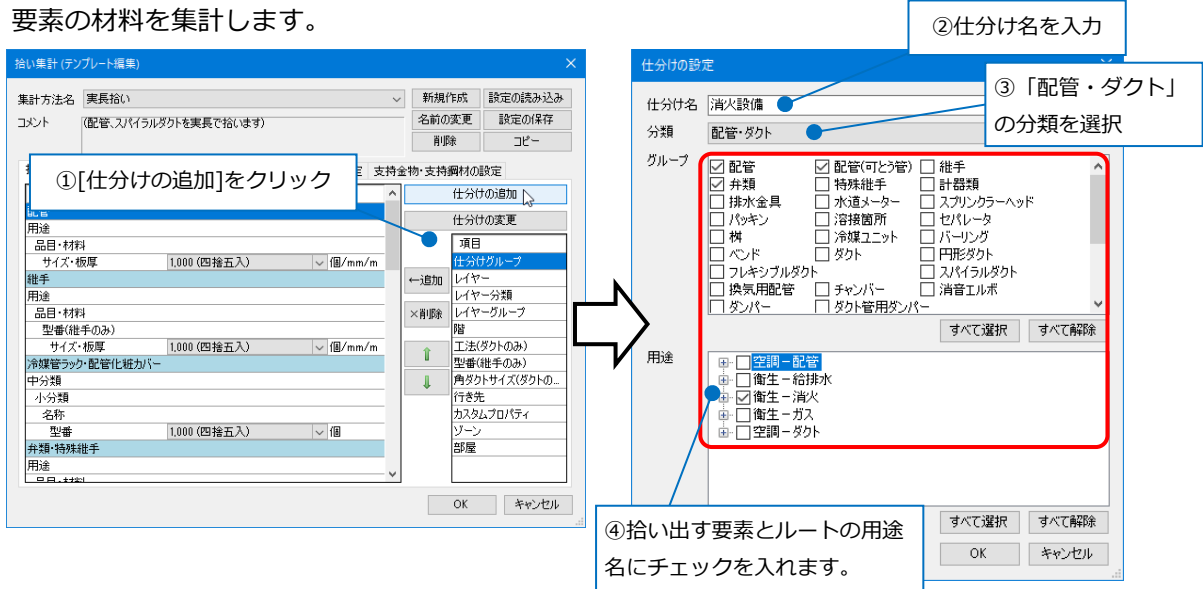 要素の材料を集計します。
②仕分け名を入力
拾い集計 (テンプレート編集)
集計方法名 実長拾い 新規作成 設定の読み込み
コメント (配管、スパイラルダクトを実長で拾います) 名前の変更 設定の保存
削除 コピー
支持金物・支持鋼材の設定
①[仕分けの追加]をクリック
仕分けの追加
仕分けの変更
用途
品目・材料
サイズ・板厚 1,000 (四捨五入) 個/mm/m
継手
用途
品目・材料
型番(継手のみ)
サイズ・板厚 1,000 (四捨五入) 個/mm/m
冷媒管ラック・配管化粧カバー
中分類
小分類
名称
型番 1,000 (四捨五入) 個
弁類・特殊継手
用途
品目・材料
←追加
×削除
項目
仕分けグループ
レイヤー
レイヤー分類
レイヤーグループ
階
工法(ダクトのみ)
型番(継手のみ)
角ダクトサイズ(ダクトの...
行き先
カスタムプロパティ
ゾーン
部屋
OK キャンセル
仕分けの設定
仕分け名 消火設備
③「配管・ダクト」
の分類を選択
分類 配管・ダクト
グループ 配管 配管(可とう管) 継手
弁類 特殊継手 計器類
排水金具 水道メーター スプリンクラーヘッド
パッキン 溶接箇所 セパレータ
桝 冷媒ユニット バーリング
ベンド ダクト 円形ダクト
フレキシブルダクト スパイラルダクト
換気用配管 チャンバー 消音エルボ
ダンパー ダクト管用ダンパー
すべて選択 すべて解除
用途 空調－配管
衛生－給排水
衛生－消火
衛生－ガス
空調－ダクト
④拾い出す要素とルートの用途
名にチェックを入れます。
すべて選択 すべて解除
OK キャンセル